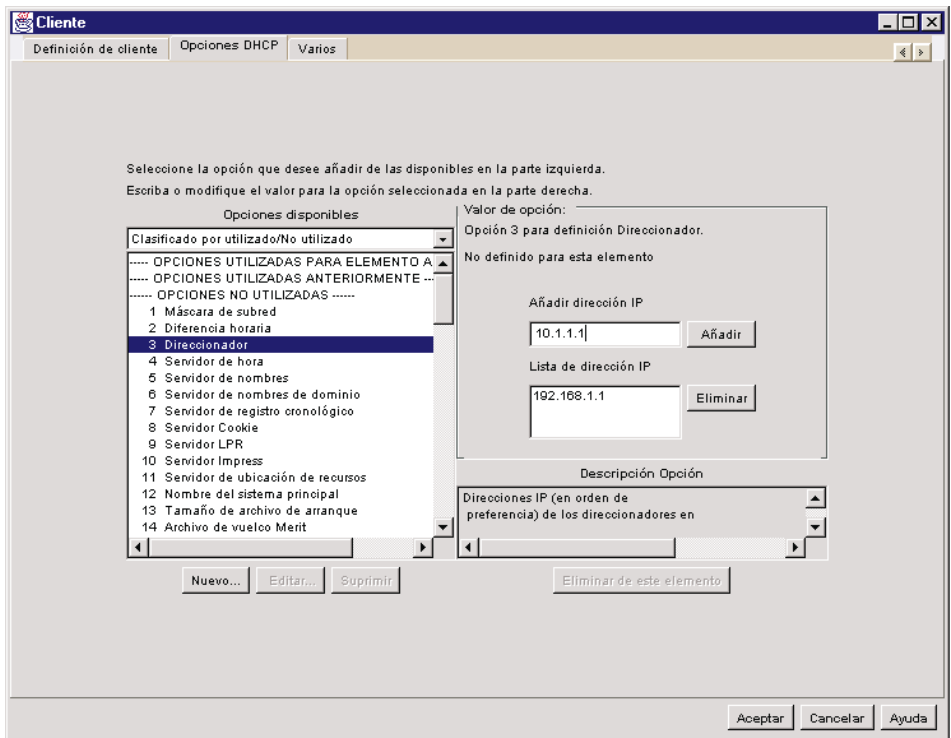 Cliente
Definición de cliente
Opciones DHCP
Varios
Seleccione la opción que desee añadir de las disponibles en la parte izquierda.
Escriba o modifique el valor para la opción seleccionada en la parte derecha.
Opciones disponibles
Clasificado por utilizado/No utilizado
----- OPCIONES UTILIZADAS PARA ELEMENTO A
----- OPCIONES UTILIZADAS ANTERIORMENTE --
------ OPCIONES NO UTILIZADAS ------
1 Máscara de subred
2 Diferencia horaria
3 Direccionador
4 Servidor de hora
5 Servidor de nombres
6 Servidor de nombres de dominio
7 Servidor de registro cronológico
8 Servidor Cookie
9 Servidor LPR
10 Servidor Impress
11 Servidor de ubicación de recursos
12 Nombre del sistema principal
13 Tamaño de archivo de arranque
14 Archivo de vuelco Merit
Nuevo...
Editar...
Suprimir
Valor de opción:
Opción 3 para definición Direccionador.
No definido para esta elemento
Añadir dirección IP
10.1.1.1
Añadir
Lista de dirección IP
192.168.1.1
Eliminar
Descripción Opción
Direcciones IP (en orden de
preferencia) de los direccionadores en
Eliminar de este elemento
Aceptar
Cancelar
Ayuda